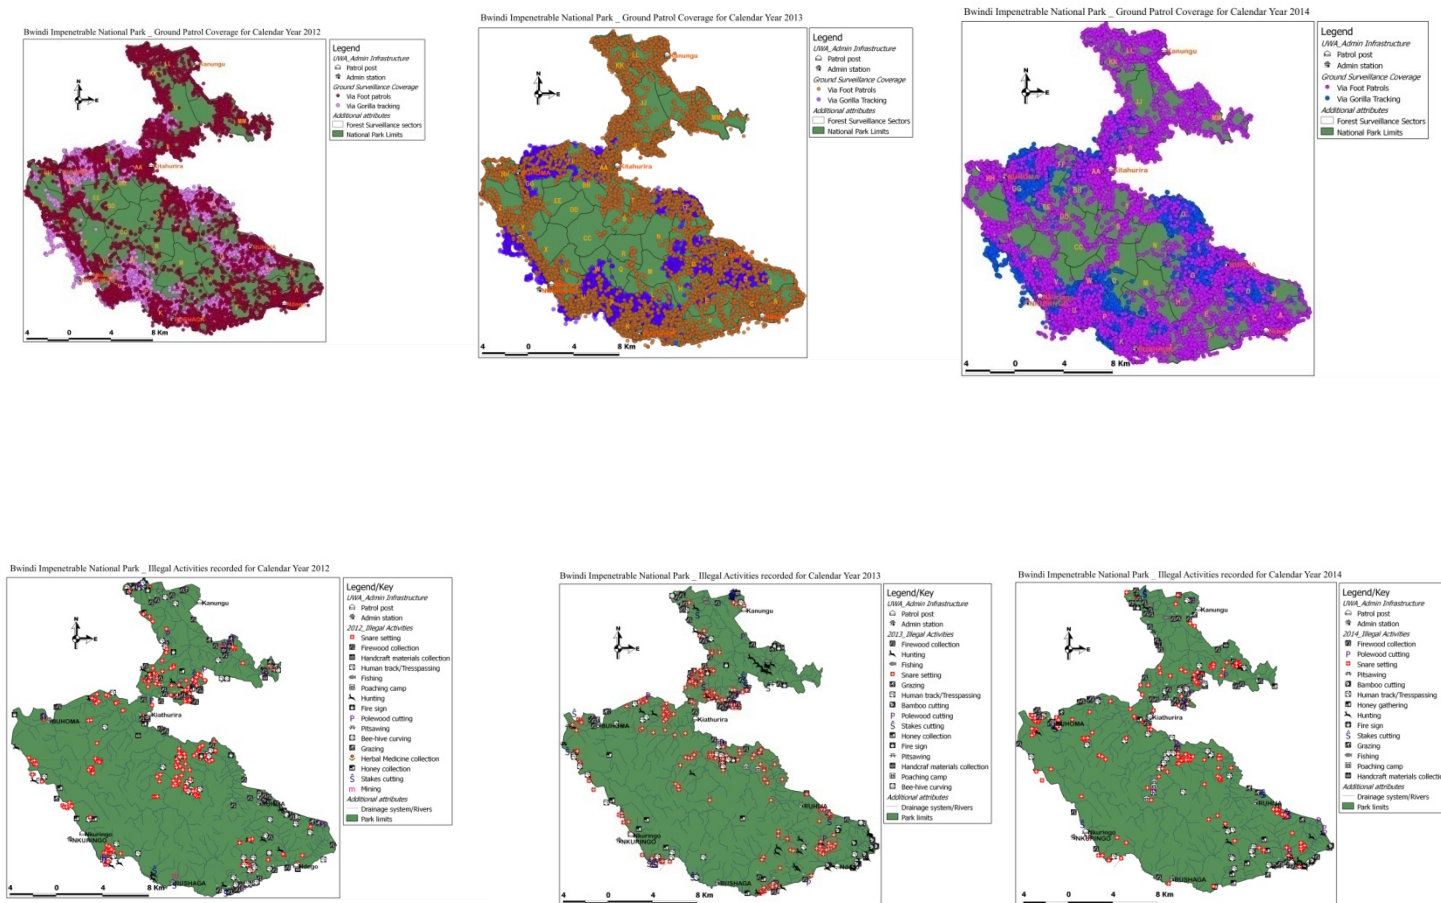 Bwindi Impenetrable National Park _ Ground Patrol Coverage for Calendar Year 2012
Legend
UWA_Admin Infrastructure
Patrol post
Admin station
Ground Surveillance Coverage
Via Foot patrols
Via Gorilla tracking
Additional attributes
Forest Surveillance Sectors
National Park Limits
Kanungu
Kitahurira
N
E
4 0 4 8 Km
Bwindi Impenetrable National Park _ Ground Patrol Coverage for Calendar Year 2013
Legend
UWA_Admin Infrastructure
Patrol post
Admin station
Ground Surveillance Coverage
Via Foot Patrols
Via Gorilla Tracking
Additional attributes
Forest Surveillance Sectors
National Park Limits
Kitahurira
N
E
4 0 4 8 Km
Bwindi Impenetrable National Park _ Ground Patrol Coverage for Calendar Year 2014
Legend
UWA_Admin Infrastructure
Patrol post
Admin station
Ground Surveillance Coverage
Via Foot Patrols
Via Gorilla Tracking
Additional attributes
Forest Surveillance Sectors
National Park Limits
N
E
4 0 4 8 Km
Bwindi Impenetrable National Park _ Illegal Activities recorded for Calendar Year 2012
Legend/Key
UWA_Admin Infrastructure
Patrol post
Admin station
2012_Illegal Activities
Snare setting
Firewood collection
Handcraft materials collection
Human track/Tresspassing
Fishing
Poaching camp
Hunting
Fire sign
Polewood cutting
Pitsawing
Bee-hive curving
Grazing
Herbal Medicine collection
Honey collection
Stakes cutting
Mining
Additional attributes
Drainage system/Rivers
Park limits
Kanungu
Kiathurira
BUHOMA
Nkuringo
NKURINGO
RUSHAGA
N
E
4 0 4 8 Km
Bwindi Impenetrable National Park _ Illegal Activities recorded for Calendar Year 2013
Legend/Key
UWA_Admin Infrastructure
Patrol post
Admin station
2013_Illegal Activities
Firewood collection
Hunting
Fishing
Snare setting
Grazing
Human track/Tresspassing
Bamboo cutting
Polewood cutting
Stakes cutting
Honey collection
Fire sign
Pitsawing
Handcraft materials collection
Poaching camp
Bee-hive curving
Additional attributes
Drainage system/Rivers
Park limits
Kanungu
Kiathurira
BUHOMA
RUHIJA
Nkuringo
NKURINGO
RUSHAGA
N
E
4 0 4 8 Km
Bwindi Impenetrable National Park _ Illegal Activities recorded for Calendar Year 2014
Legend/Key
UWA_Admin Infrastructure
Patrol post
Admin station
2014_Illegal Activities
Firewood collection
Polewood cutting
Snare setting
Pitsawing
Bamboo cutting
Human track/Tresspassing
Honey gathering
Hunting
Fire sign
Stakes cutting
Grazing
Fishing
Poaching camp
Handcraft materials collection
Additional attributes
Drainage system/Rivers
Park limits
Kanungu
Kiathurira
BUHOMA
RUHIJA
Nkuringo
NKURINGO
RUSHAGA
N
E
4 0 4 8 Km